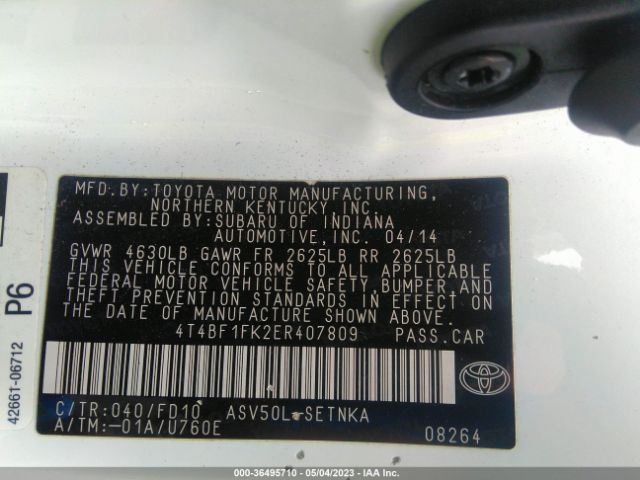 MFD.BY:TOYOTA MOTOR MANUFACTURING,
NORTHERN KENTUCKY INC.
ASSEMBLED BY:SUBARU OF INDIANA
AUTOMOTIVE,INC. 04/14
GVWR 4630LB GAWR FR 2625LB RR 2625LB
THIS VEHICLE CONFORMS TO ALL APPLICABLE
FEDERAL MOTOR VEHICLE SAFETY,BUMPER,AND
THEFT PREVENTION STANDARDS IN EFFECT ON
THE DATE OF MANUFACTURE SHOWN ABOVE.
4T4BF1FK2ER407809 PASS.CAR
C/TR:040/FD10 ASV50L-SETNKA
A/TM:-01A/U760E 08264
42661-06712 P6
000-36495710 - 05/04/2023 - IAA Inc.